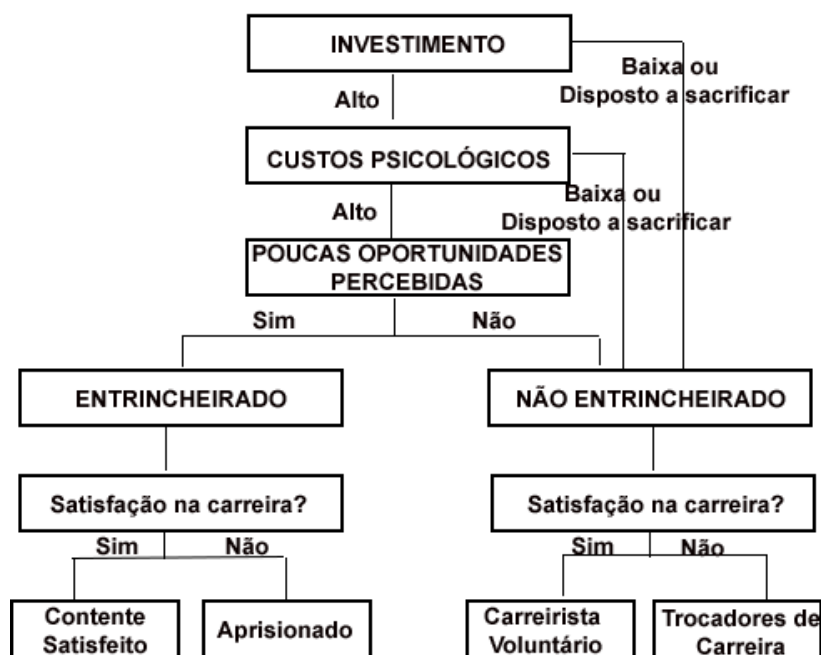 INVESTIMENTO
Baixa ou
Disposto a sacrificar
Alto
CUSTOS PSICOLÓGICOS
Baixa ou
Disposto a sacrificar
Alto
POUCAS OPORTUNIDADES
PERCEBIDAS
Sim
Não
ENTRINCHEIRADO
NÃO ENTRINCHEIRADO
Satisfação na carreira?
Satisfação na carreira?
Sim
Não
Sim
Não
Contente
Satisfeito
Aprisionado
Carreirista
Voluntário
Trocadores de
Carreira